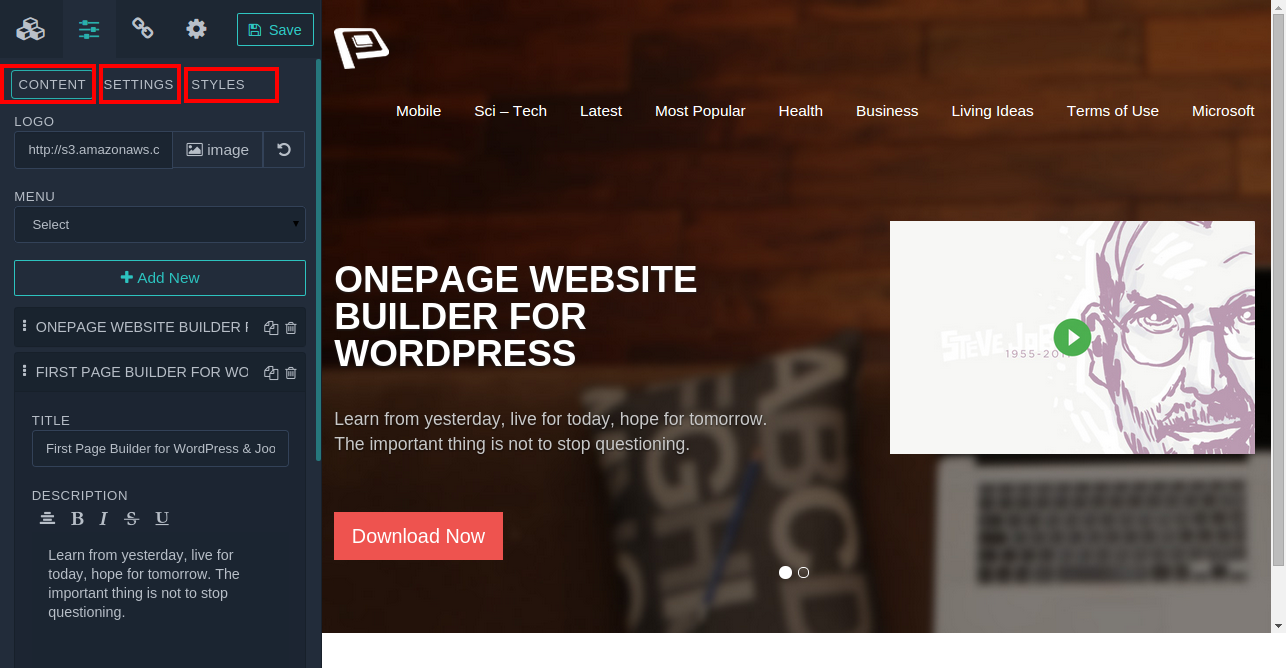 Save
CONTENT SETTINGS STYLES
LOGO
http://s3.amazonaws.c image
MENU
Select
Add New
ONEPAGE WEBSITE BUILDER
FIRST PAGE BUILDER FOR WO
TITLE
First Page Builder for WordPress & Joo
DESCRIPTION
B I S U
Learn from yesterday, live for
today, hope for tomorrow. The
important thing is not to stop
questioning.
Mobile Sci – Tech Latest Most Popular Health Business Living Ideas Terms of Use Microsoft
ONEPAGE WEBSITE
BUILDER FOR
WORDPRESS
Learn from yesterday, live for today, hope for tomorrow.
The important thing is not to stop questioning.
Download Now
STEVE JOB
1955-201
ABCD
FGHI